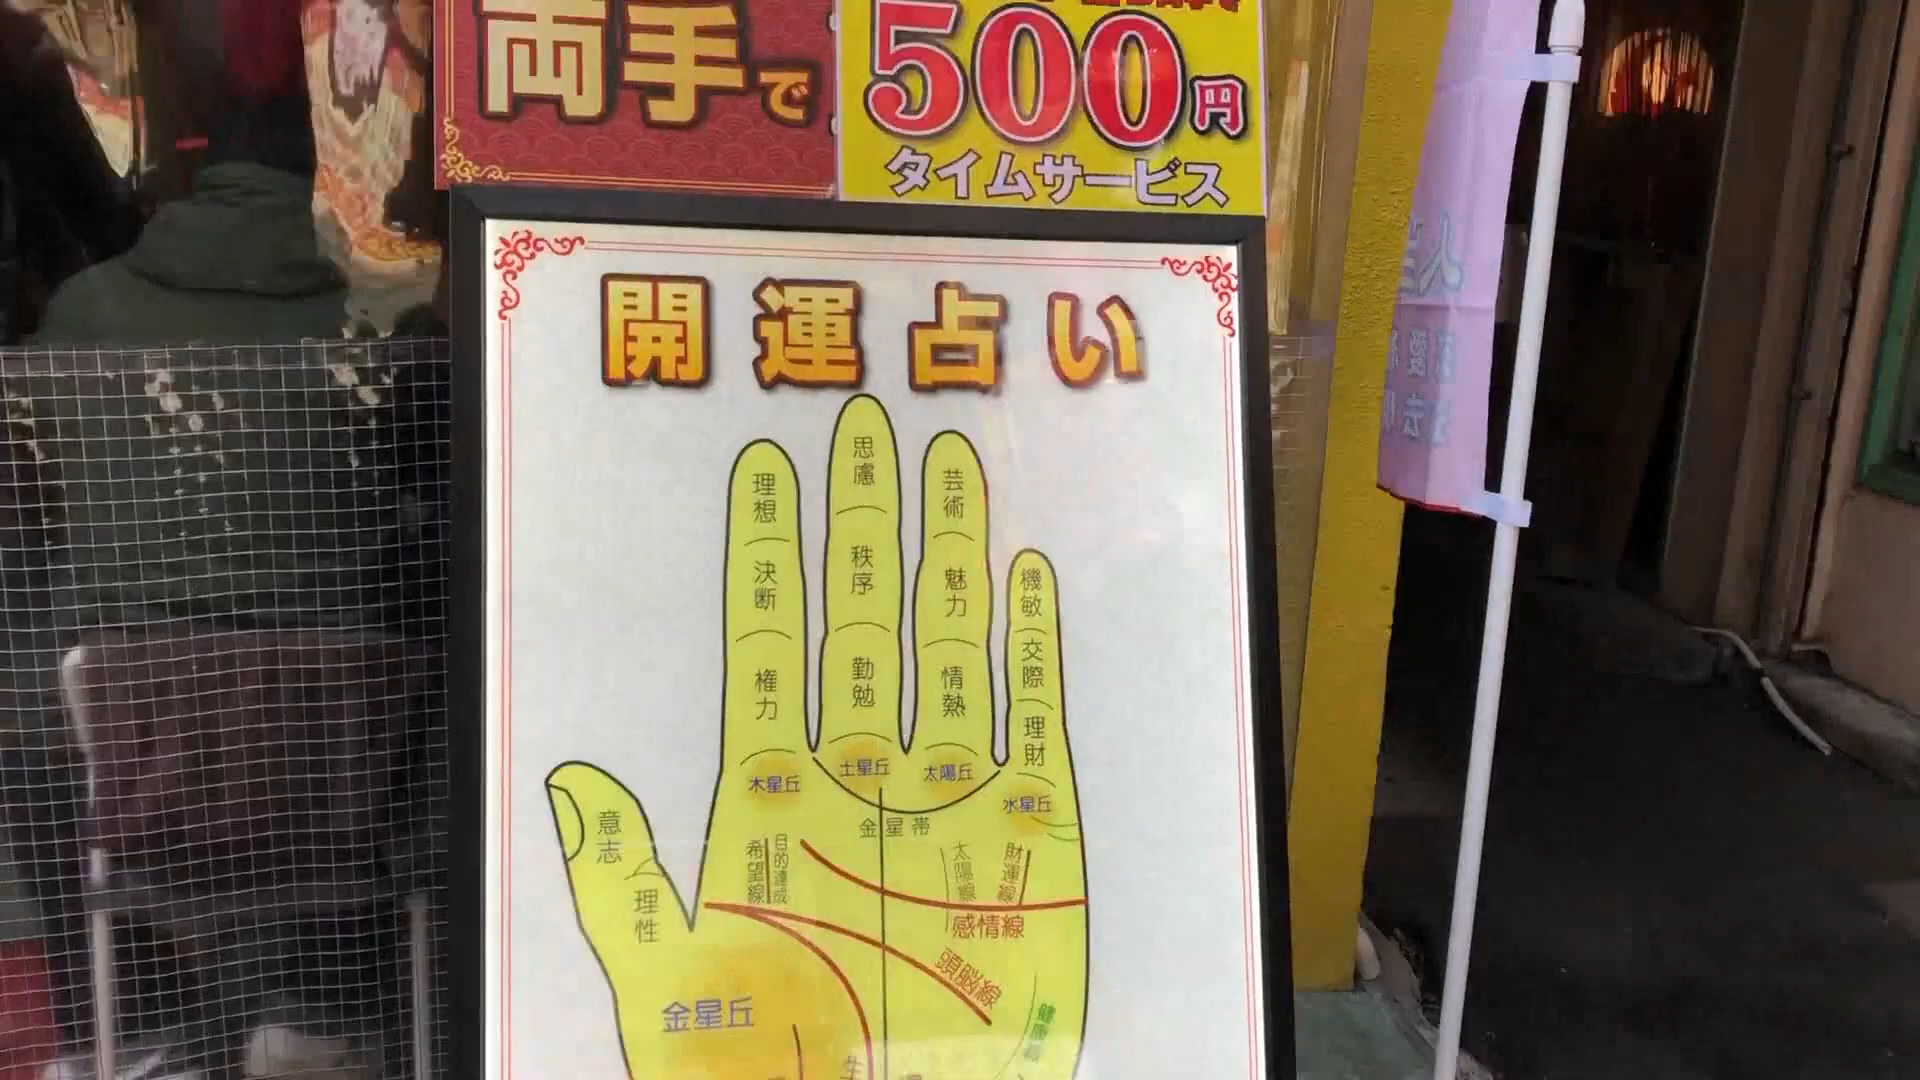 両手で
500円
タイムサービス
開運占い
思慮
理想
芸術
秩序
決断
魅力
機敏
交際
勤勉
権力
情熱
理財
木星丘
土星丘
太陽丘
水星丘
金星帯
意志
理性
希望線
目的達成
太陽線
財運線
感情線
頭脳線
金星丘
生